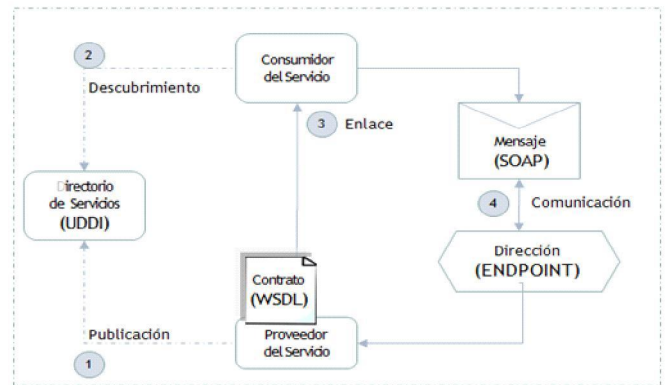 2
Descubrimiento
Consumidor
del Servicio
3
Enlace
Mensaje
(SOAP)
Directorio
de Servicios
(UDDI)
4
Comunicación
Dirección
(ENDPOINT)
Contrato
(WSDL)
Publicación
1
Proveedor
del Servicio